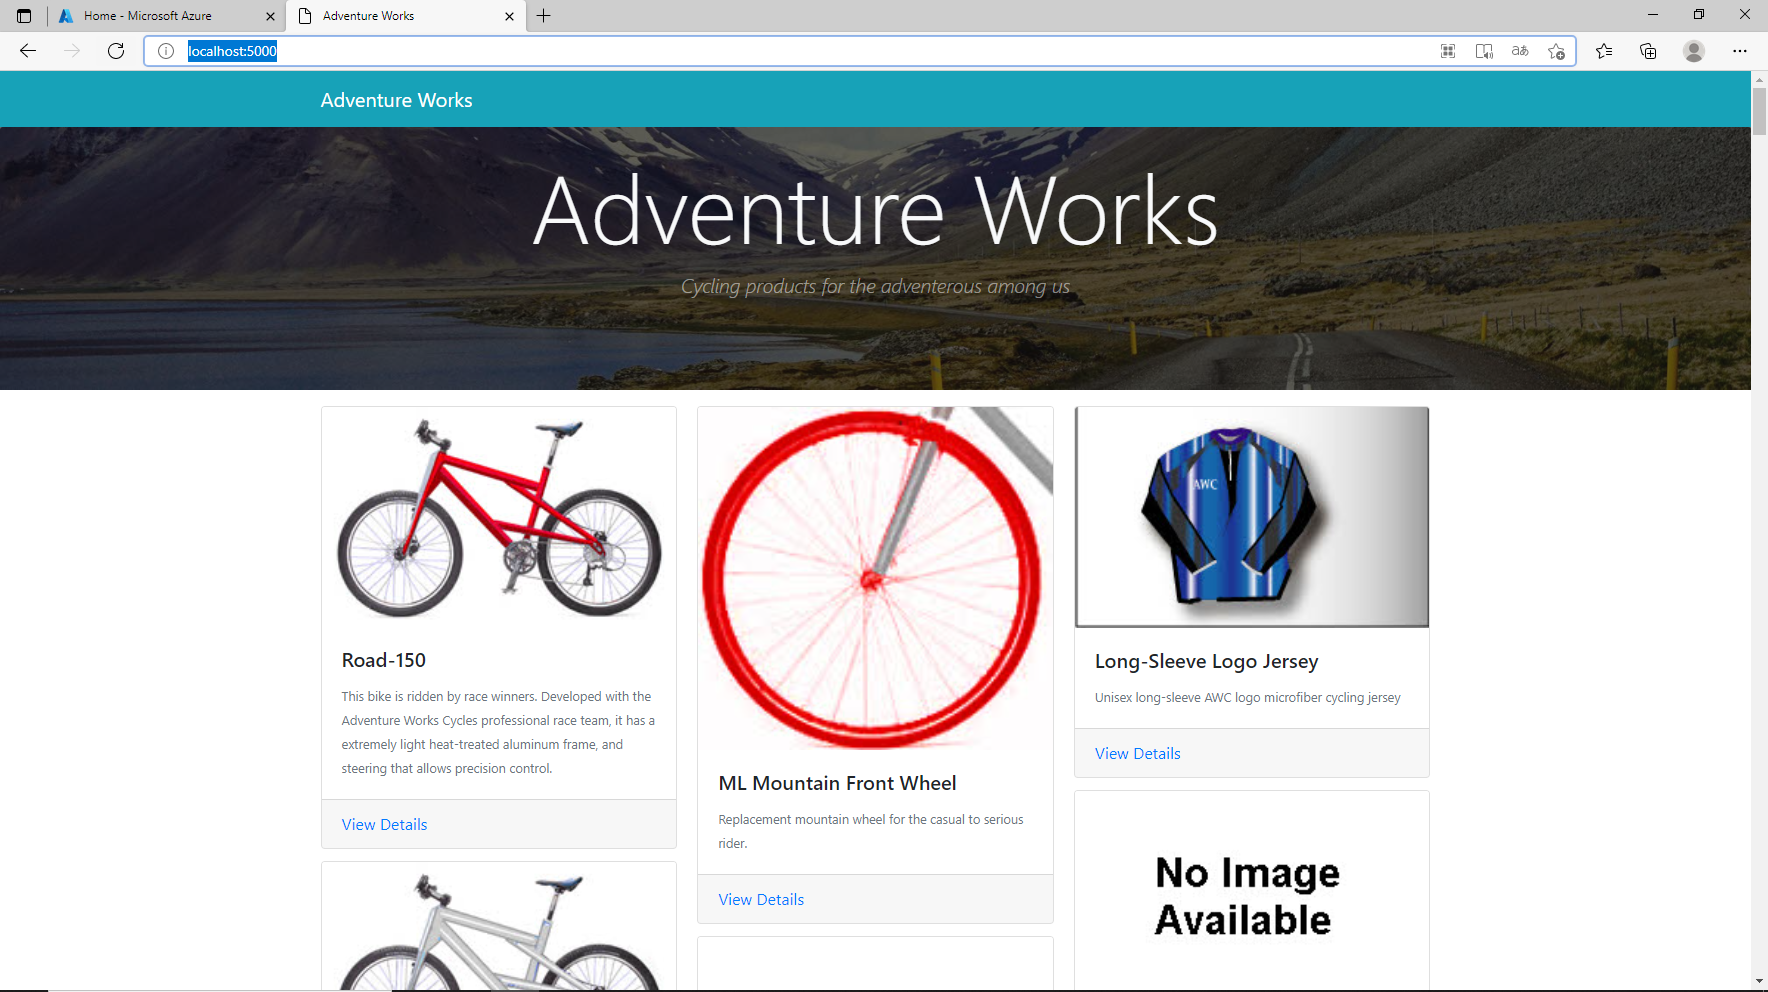 Home - Microsoft Azure
Adventure Works
localhost:5000
Adventure Works
Adventure Works
Cycling products for the adventerous among us
Road-150
This bike is ridden by race winners. Developed with the
Adventure Works Cycles professional race team, it has a
extremely light heat-treated aluminum frame, and
steering that allows precision control.
View Details
ML Mountain Front Wheel
Replacement mountain wheel for the casual to serious
rider.
View Details
AWC
Long-Sleeve Logo Jersey
Unisex long-sleeve AWC logo microfiber cycling jersey
View Details
No Image
Available